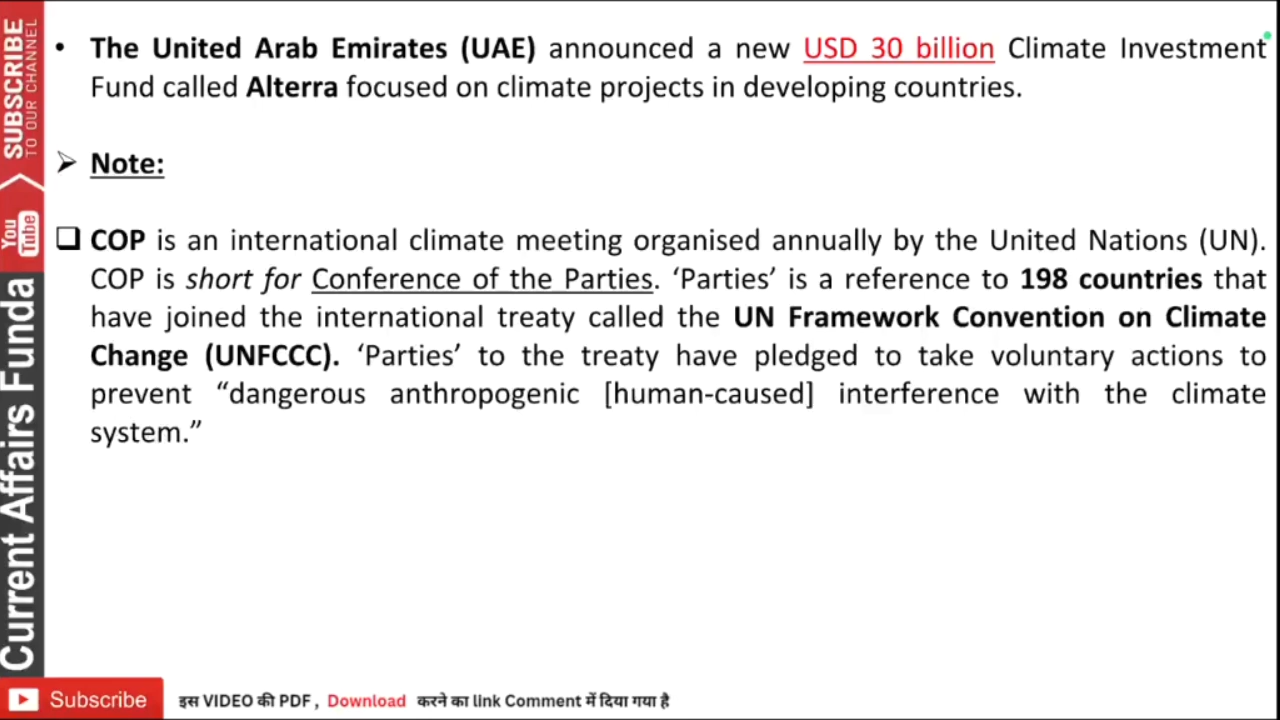 SUBSCRIBE
TO OUR CHANNEL
You
Tube
Current Affairs Funda
• The United Arab Emirates (UAE) announced a new USD 30 billion Climate Investment
Fund called Alterra focused on climate projects in developing countries.
➢ Note:
❑ COP is an international climate meeting organised annually by the United Nations (UN).
COP is short for Conference of the Parties. ‘Parties’ is a reference to 198 countries that
have joined the international treaty called the UN Framework Convention on Climate
Change (UNFCCC). ‘Parties’ to the treaty have pledged to take voluntary actions to
prevent “dangerous anthropogenic [human-caused] interference with the climate
system.”
Subscribe
इस VIDEO की PDF , Download करने का link Comment में दिया गया है